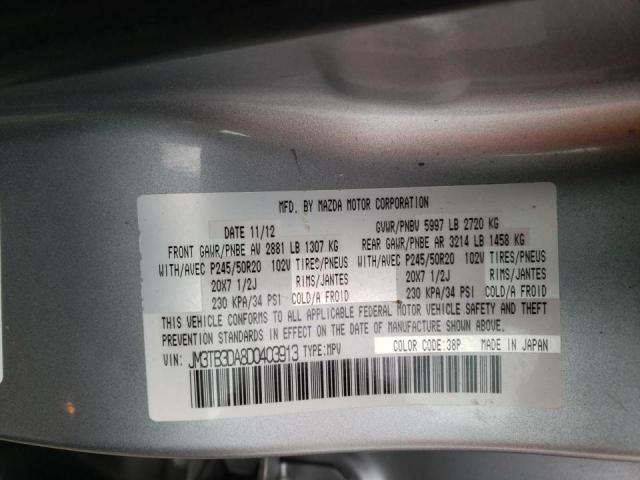 MFD. BY MAZDA MOTOR CORPORATION
DATE 11/12 GVWR/PNBV 5997 LB 2720 KG
FRONT GAWR/PNBE AV 2881 LB 1307 KG REAR GAWR/PNBE AR 3214 LB 1458 KG
WITH/AVEC P245/50R20 102V TIRES/PNEUS WITH/AVEC P245/50R20 102V TIRES/PNEUS
20X7 1/2J RIMS/JANTES 20X7 1/2J RIMS/JANTES
230 KPA/34 PSI COLD/A FROID 230 KPA/34 PSI COLD/A FROID
THIS VEHICLE CONFORMS TO ALL APPLICABLE FEDERAL MOTOR VEHICLE SAFETY AND THEFT
PREVENTION STANDARDS IN EFFECT ON THE DATE OF MANUFACTURE SHOWN ABOVE.
VIN: JM3TB3DA8D0403913 TYPE:MPV COLOR CODE:38P MADE IN JAPAN